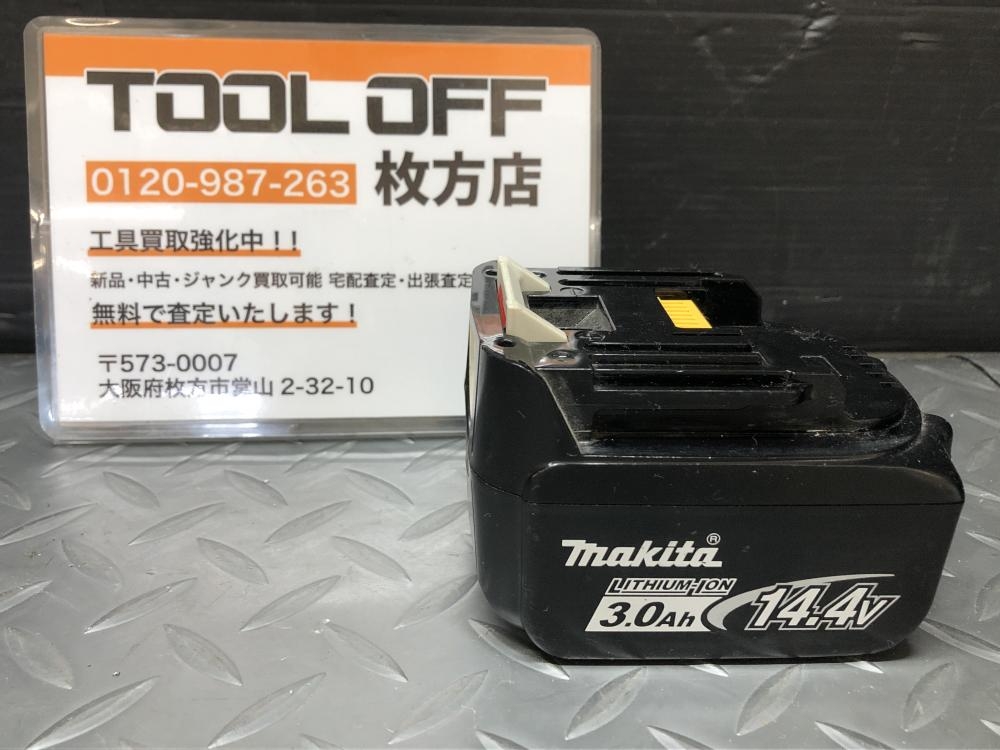 TOOL OFF
0120-987-263 枚方店
工具買取強化中!!
新品・中古・ジャンク買取可能 宅配査定・出張査定
無料で査定いたします!
〒573-0007
大阪府枚方市堂山 2-32-10
makita®
LITHIUM-ION
3.0Ah 14.4V